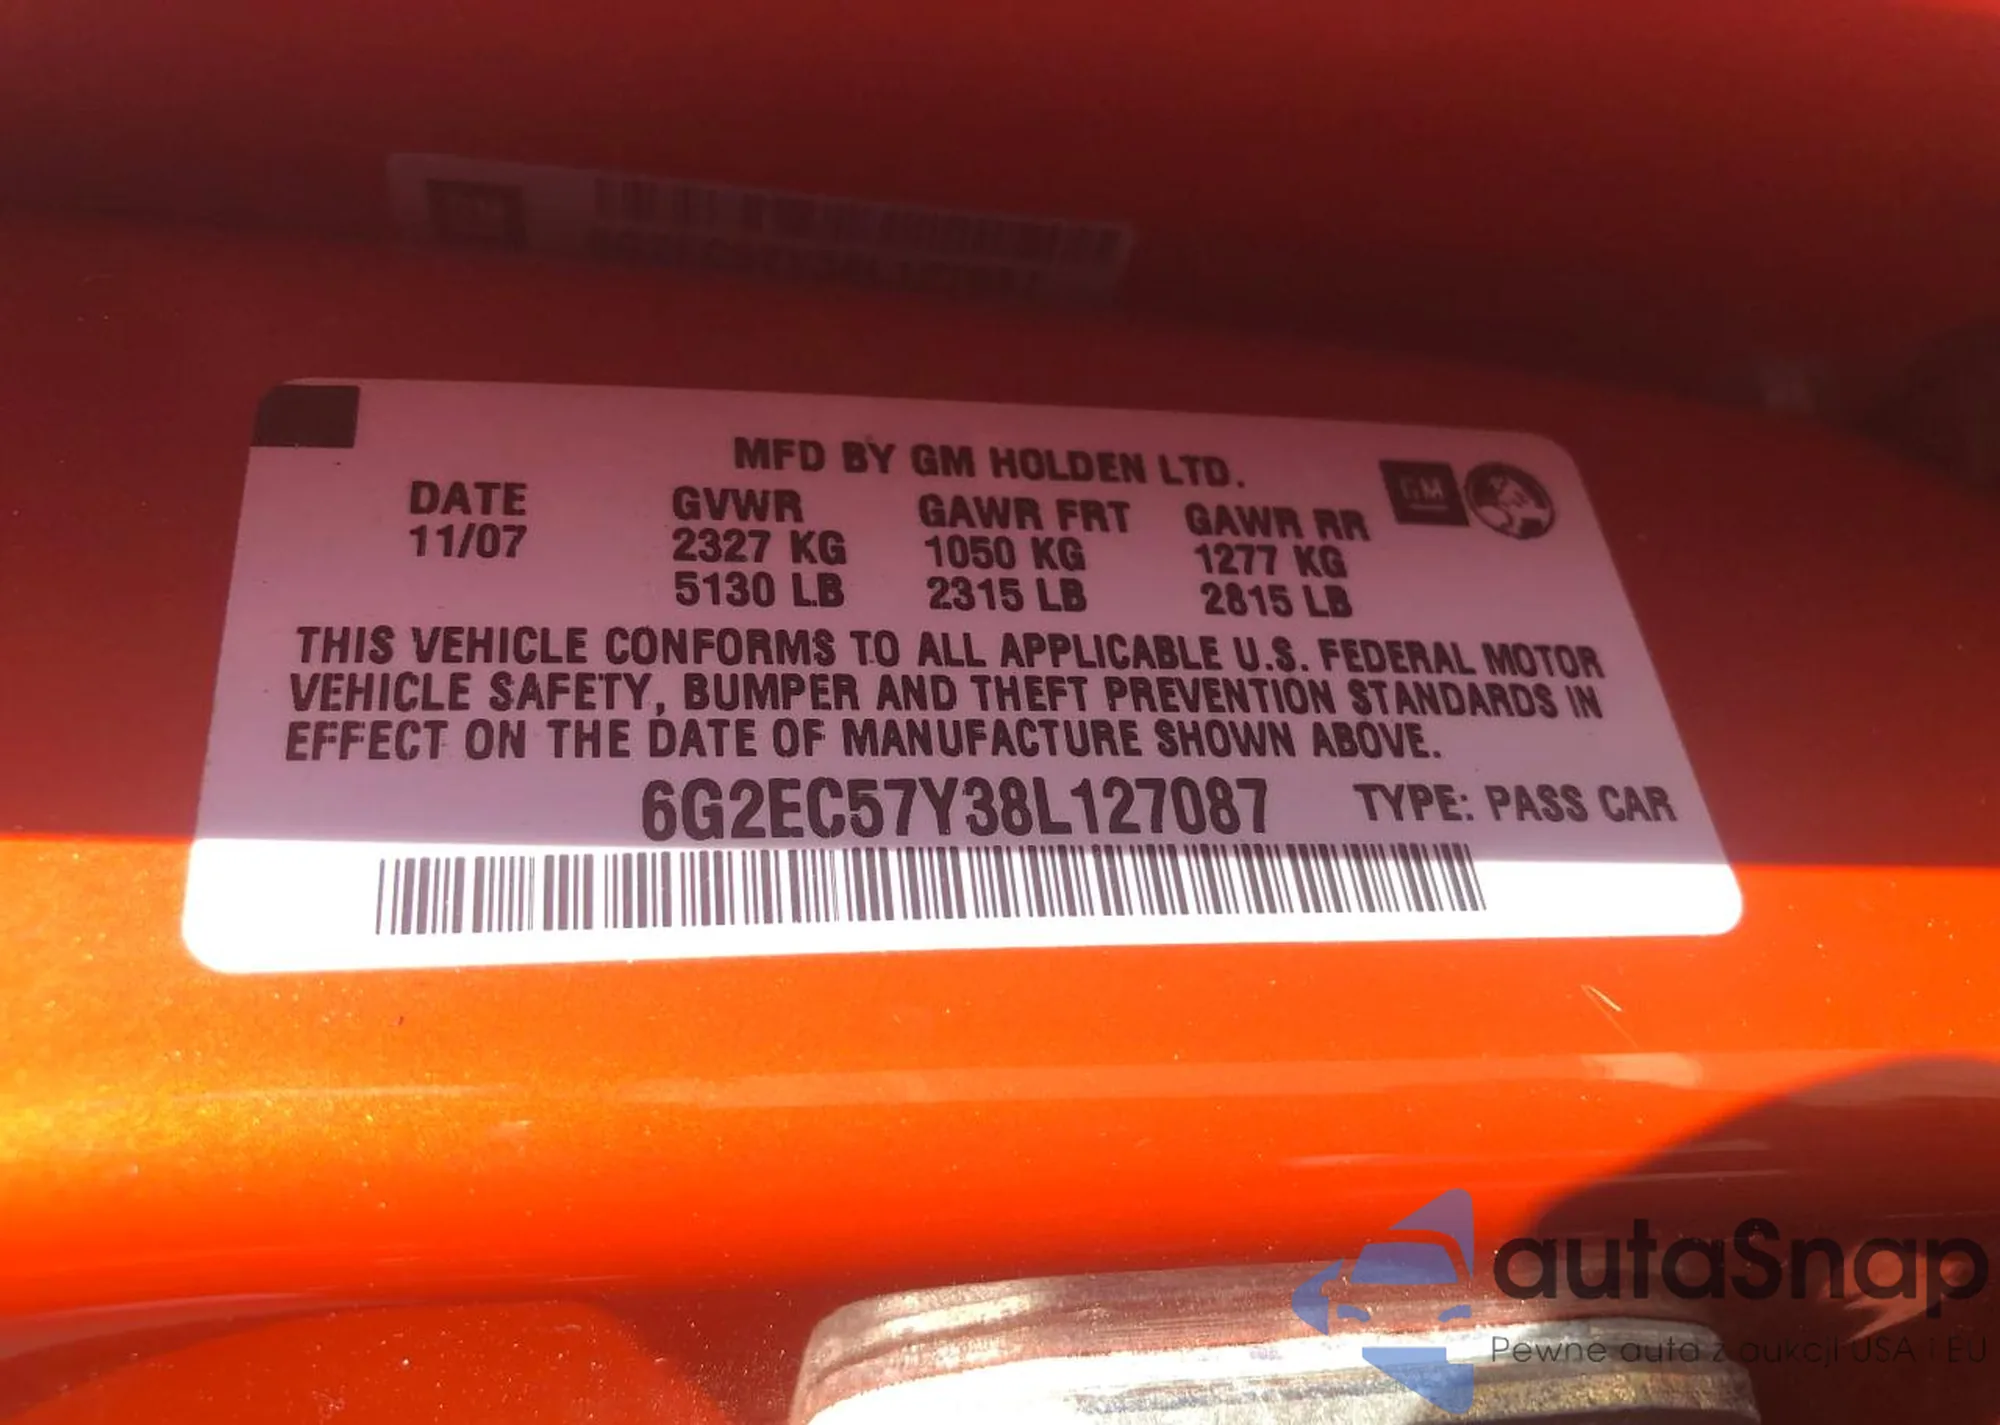 MFD BY GM HOLDEN LTD.
GM
DATE GVWR GAWR FRT GAWR RR
11/07 2327 KG 1050 KG 1277 KG
5130 LB 2315 LB 2815 LB
THIS VEHICLE CONFORMS TO ALL APPLICABLE U.S. FEDERAL MOTOR
VEHICLE SAFETY, BUMPER AND THEFT PREVENTION STANDARDS IN
EFFECT ON THE DATE OF MANUFACTURE SHOWN ABOVE.
6G2EC57Y38L127087 TYPE: PASS CAR
autaSnap
Pewne auta z aukcji USA i EU